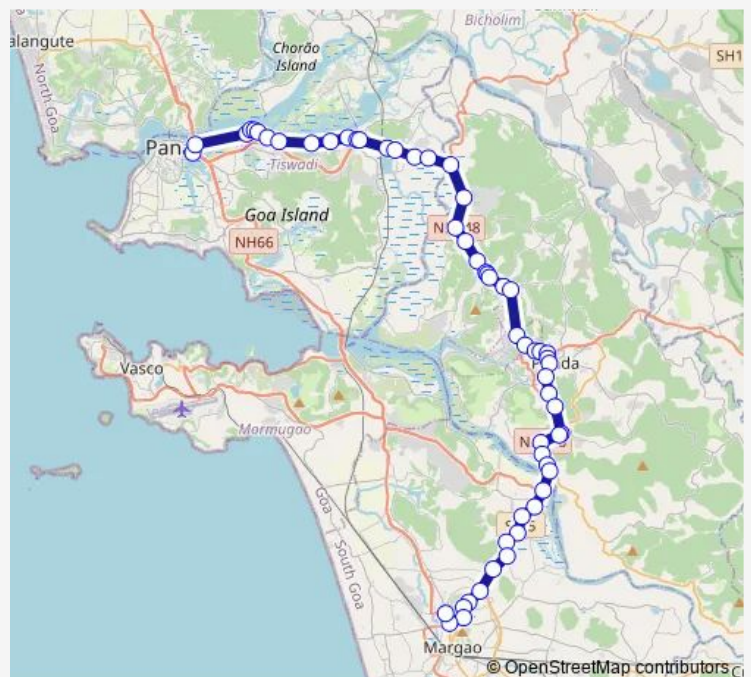 alangute
Bicholim
Chorão
Island
SH1
North Goa
Pan
Tiswadi
Goa Island
NH66
Vasco
Mormugao
Goa
South Goa
Margao
© OpenStreetMap contributors